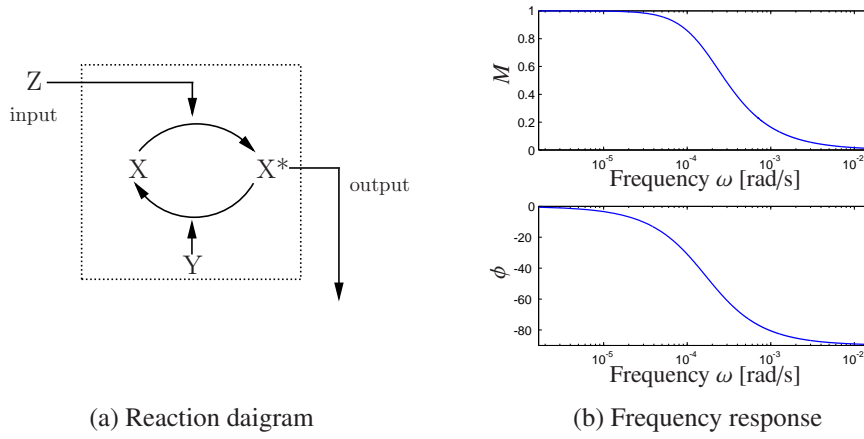 Z
input
X
X*
output
Y
(a) Reaction daigram
1
0.8
0.6
0.4
0.2
0
M
10-5
10-4
10-3
10-2
Frequency ω [rad/s]
0
-20
-40
-60
-80
ϕ
10-5
10-4
10-3
10-2
Frequency ω [rad/s]
(b) Frequency response